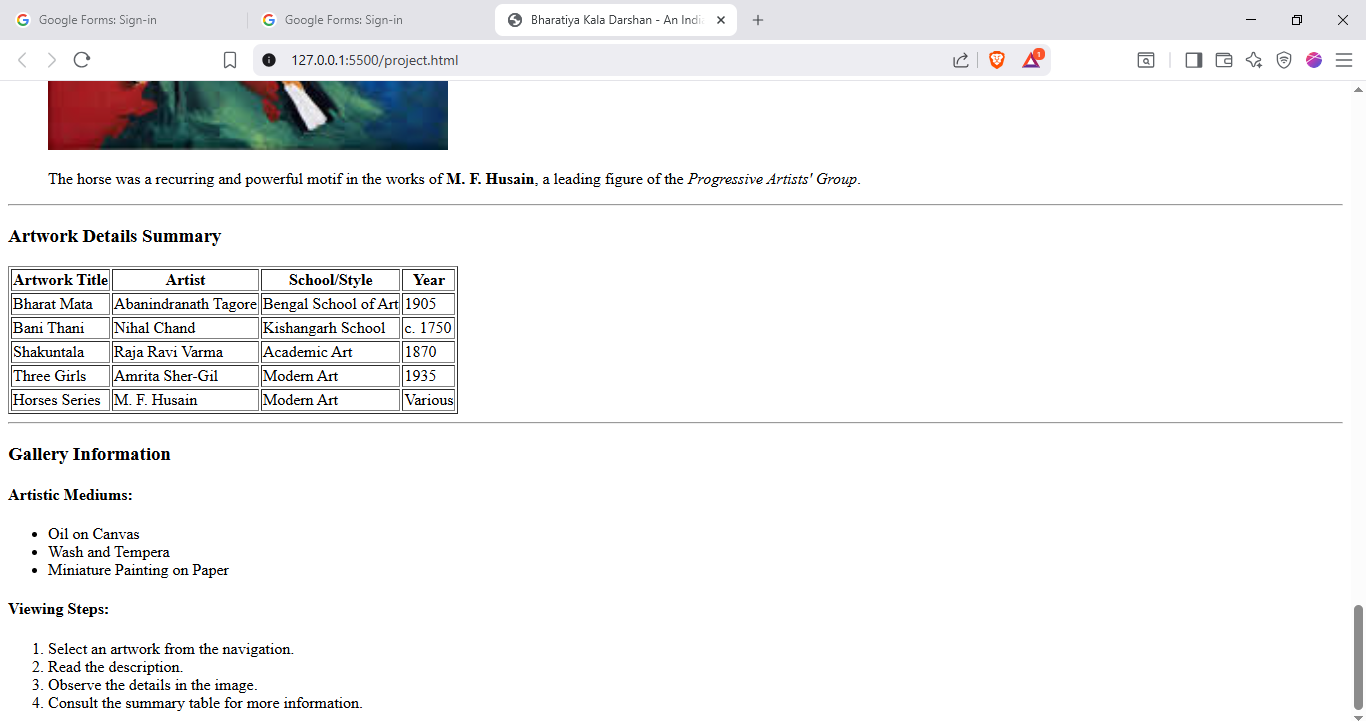 Google Forms: Sign-in
Google Forms: Sign-in
Bharatiya Kala Darshan - An Indi
127.0.0.1:5500/project.html
1
The horse was a recurring and powerful motif in the works of M. F. Husain, a leading figure of the Progressive Artists' Group.
Artwork Details Summary
Artwork Title Artist School/Style Year
Bharat Mata Abanindranath Tagore Bengal School of Art 1905
Bani Thani Nihal Chand Kishangarh School c. 1750
Shakuntala Raja Ravi Varma Academic Art 1870
Three Girls Amrita Sher-Gil Modern Art 1935
Horses Series M. F. Husain Modern Art Various
Gallery Information
Artistic Mediums:
• Oil on Canvas
• Wash and Tempera
• Miniature Painting on Paper
Viewing Steps:
1. Select an artwork from the navigation.
2. Read the description.
3. Observe the details in the image.
4. Consult the summary table for more information.